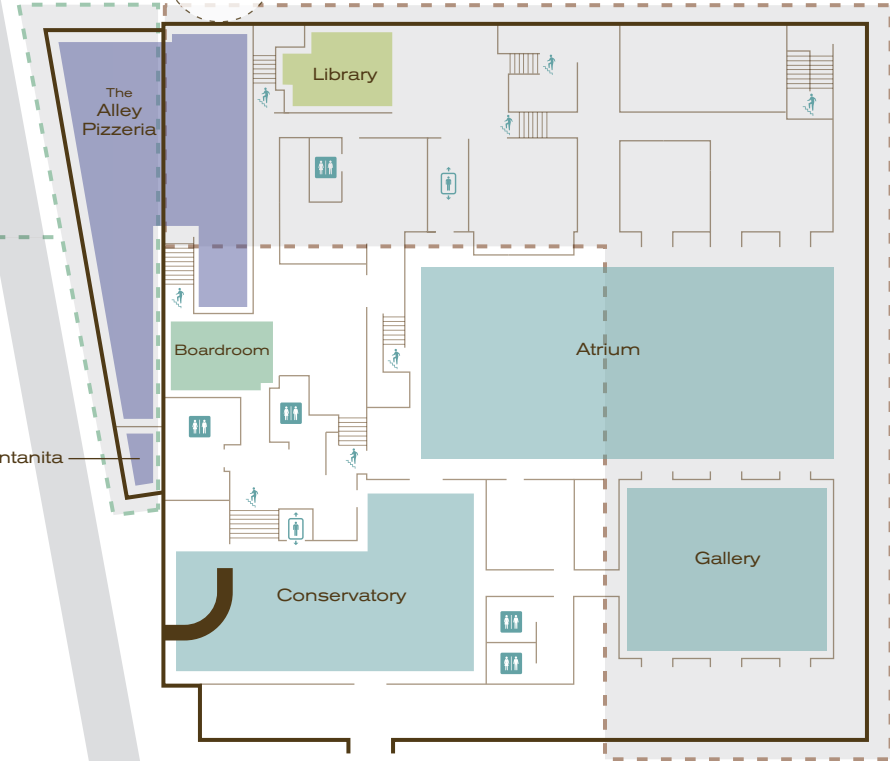 Library
The
Alley
Pizzeria
Boardroom
Atrium
ntanita
Gallery
Conservatory